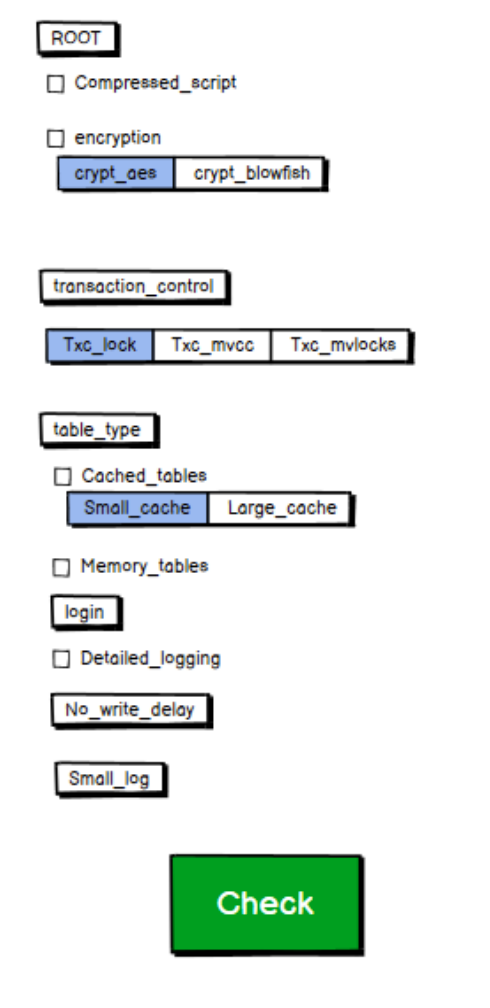 ROOT
Compressed_script
encryption
crypt_aes crypt_blowfish
transaction_control
Txc_lock Txc_mvcc Txc_mvlocks
table_type
Cached_tables
Small_cache Large_cache
Memory_tables
login
Detailed_logging
No_write_delay
Small_log
Check